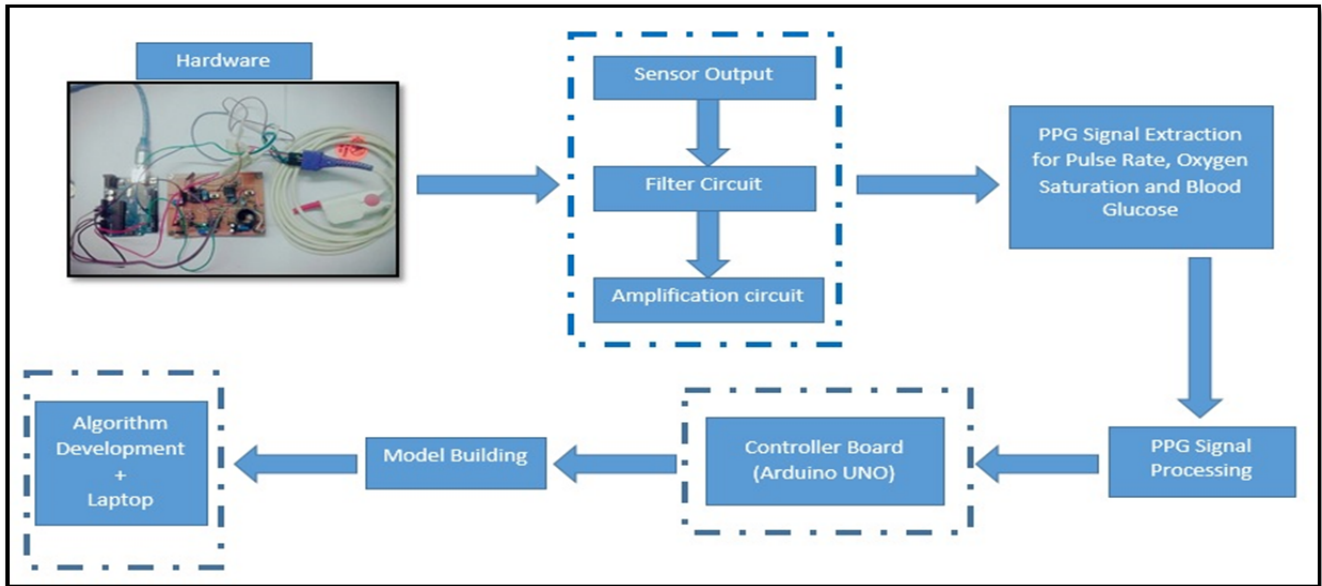 Hardware
Sensor Output
Filter Circuit
Amplification circuit
PPG Signal Extraction
for Pulse Rate, Oxygen
Saturation and Blood
Glucose
PPG Signal
Processing
Controller Board
(Arduino UNO)
Model Building
Algorithm
Development
+
Laptop